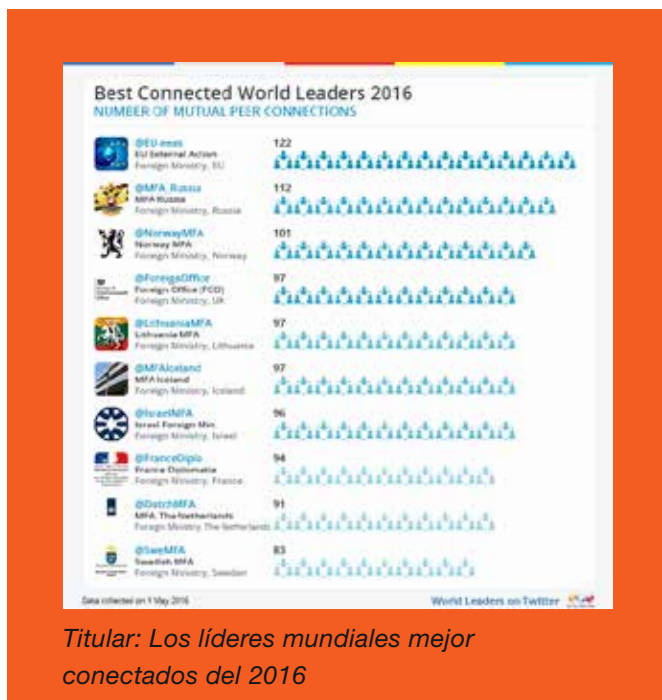 Best Connected World Leaders 2016
NUMBER OF MUTUAL PEER CONNECTIONS
@EU-eeas
EU External Action
Foreign Ministry, EU
122
@MFA_Russia
MFA Russia
Foreign Ministry, Russia
112
@NorwayMFA
Norway MFA
Foreign Ministry, Norway
101
@ForeignOffice
Foreign Office (FCO)
Foreign Ministry, UK
97
@LithuaniaMFA
Lithuania MFA
Foreign Ministry, Lithuania
97
@MFAIceland
MFA Iceland
Foreign Ministry, Iceland
97
@IsraelMFA
Israel Foreign Min.
Foreign Ministry, Israel
96
@FranceDiplo
France Diplomatie
Foreign Ministry, France
94
@DutchMFA
MFA The Netherlands
Foreign Ministry, The Netherlands
91
@SweMFA
Swedish MFA
Foreign Ministry, Sweden
83
Data collected on 1 May 2016
World Leaders on Twitter
Titular: Los líderes mundiales mejor
conectados del 2016